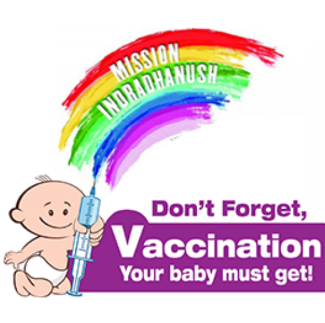 MISSION
INDRADHANUSH
Don't Forget,
Vaccination
Your baby must get!